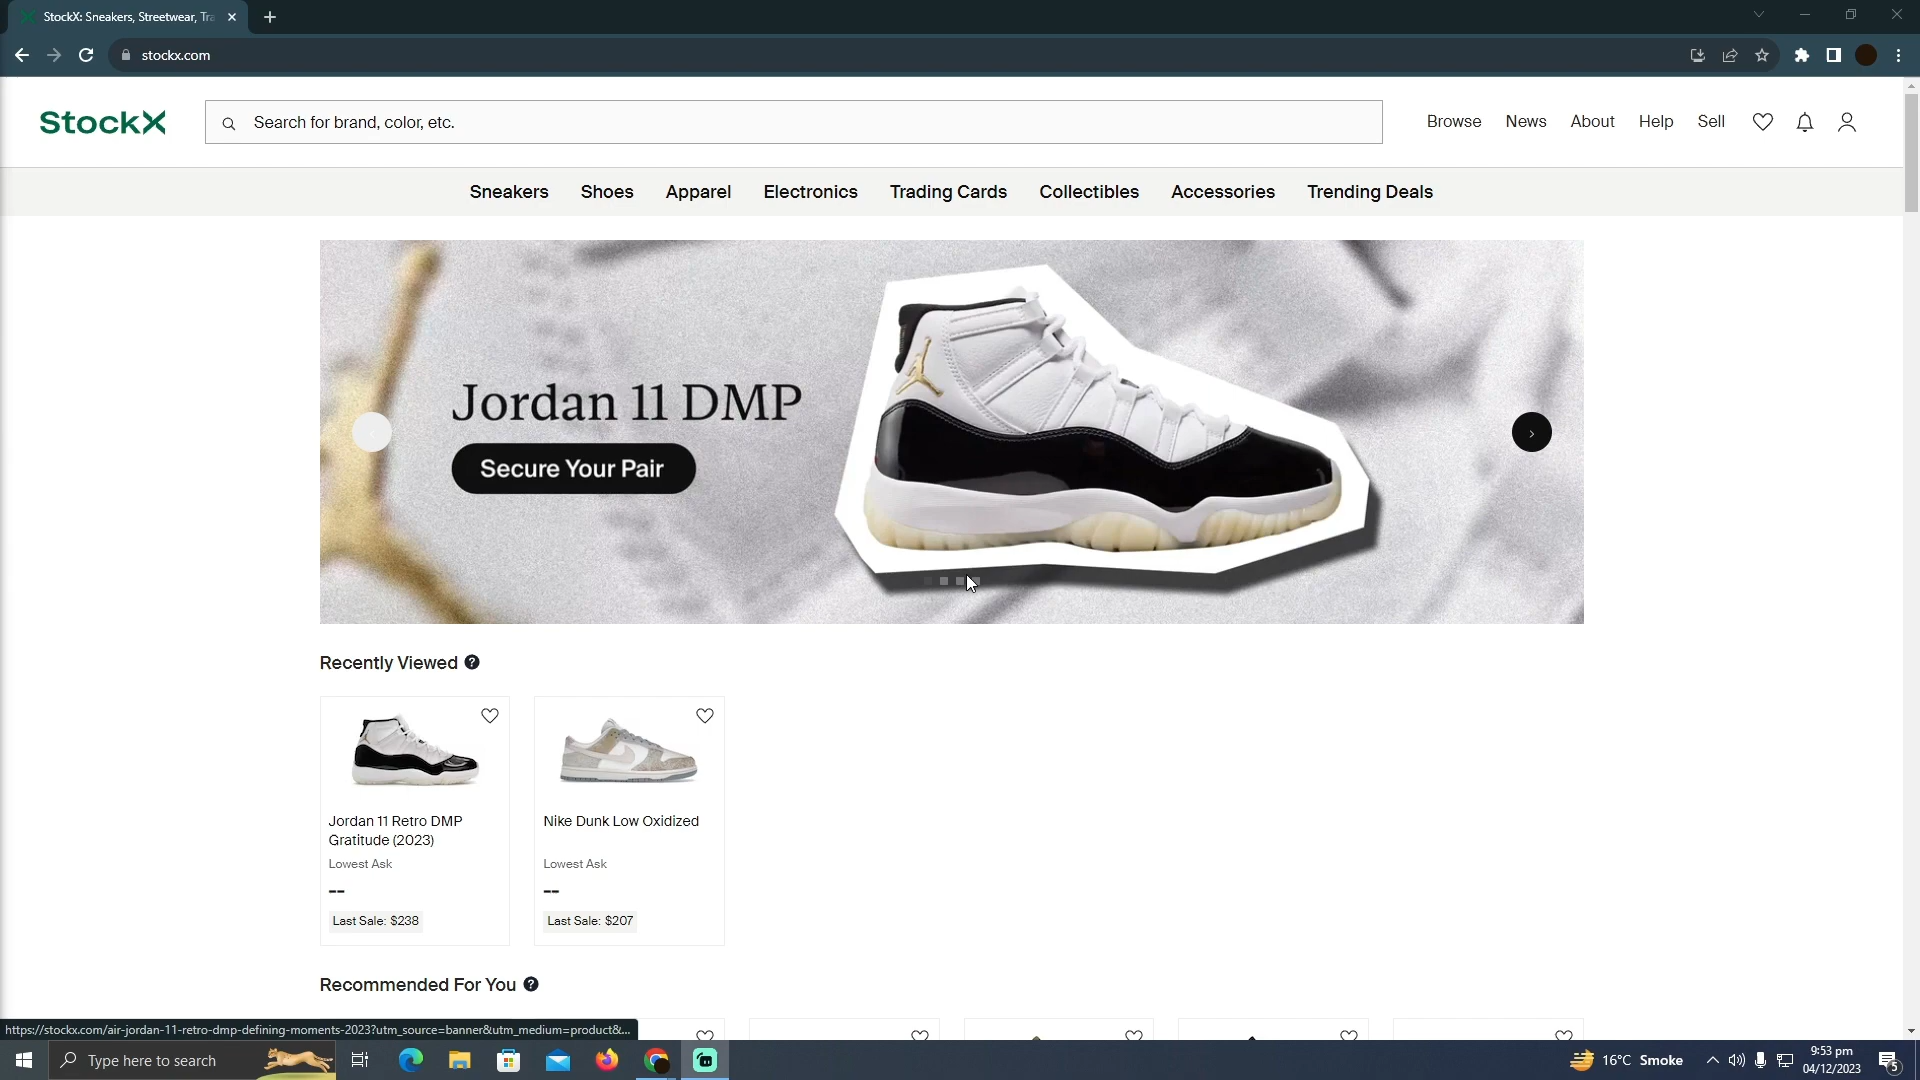 StockX: Sneakers, Streetwear, Tra
stockx.com
StockX
Search for brand, color, etc.
Browse
News
About
Help
Sell
Sneakers
Shoes
Apparel
Electronics
Trading Cards
Collectibles
Accessories
Trending Deals
Jordan 11 DMP
Secure Your Pair
Recently Viewed ?
Jordan 11 Retro DMP
Gratitude (2023)
Lowest Ask
--
Last Sale: $238
Nike Dunk Low Oxidized
Lowest Ask
--
Last Sale: $207
Recommended For You ?
https://stockx.com/air-jordan-11-retro-dmp-defining-moments-2023?utm_source=banner&utm_medium=product&...
Type here to search
16°C Smoke
9:53 pm
04/12/2023
5